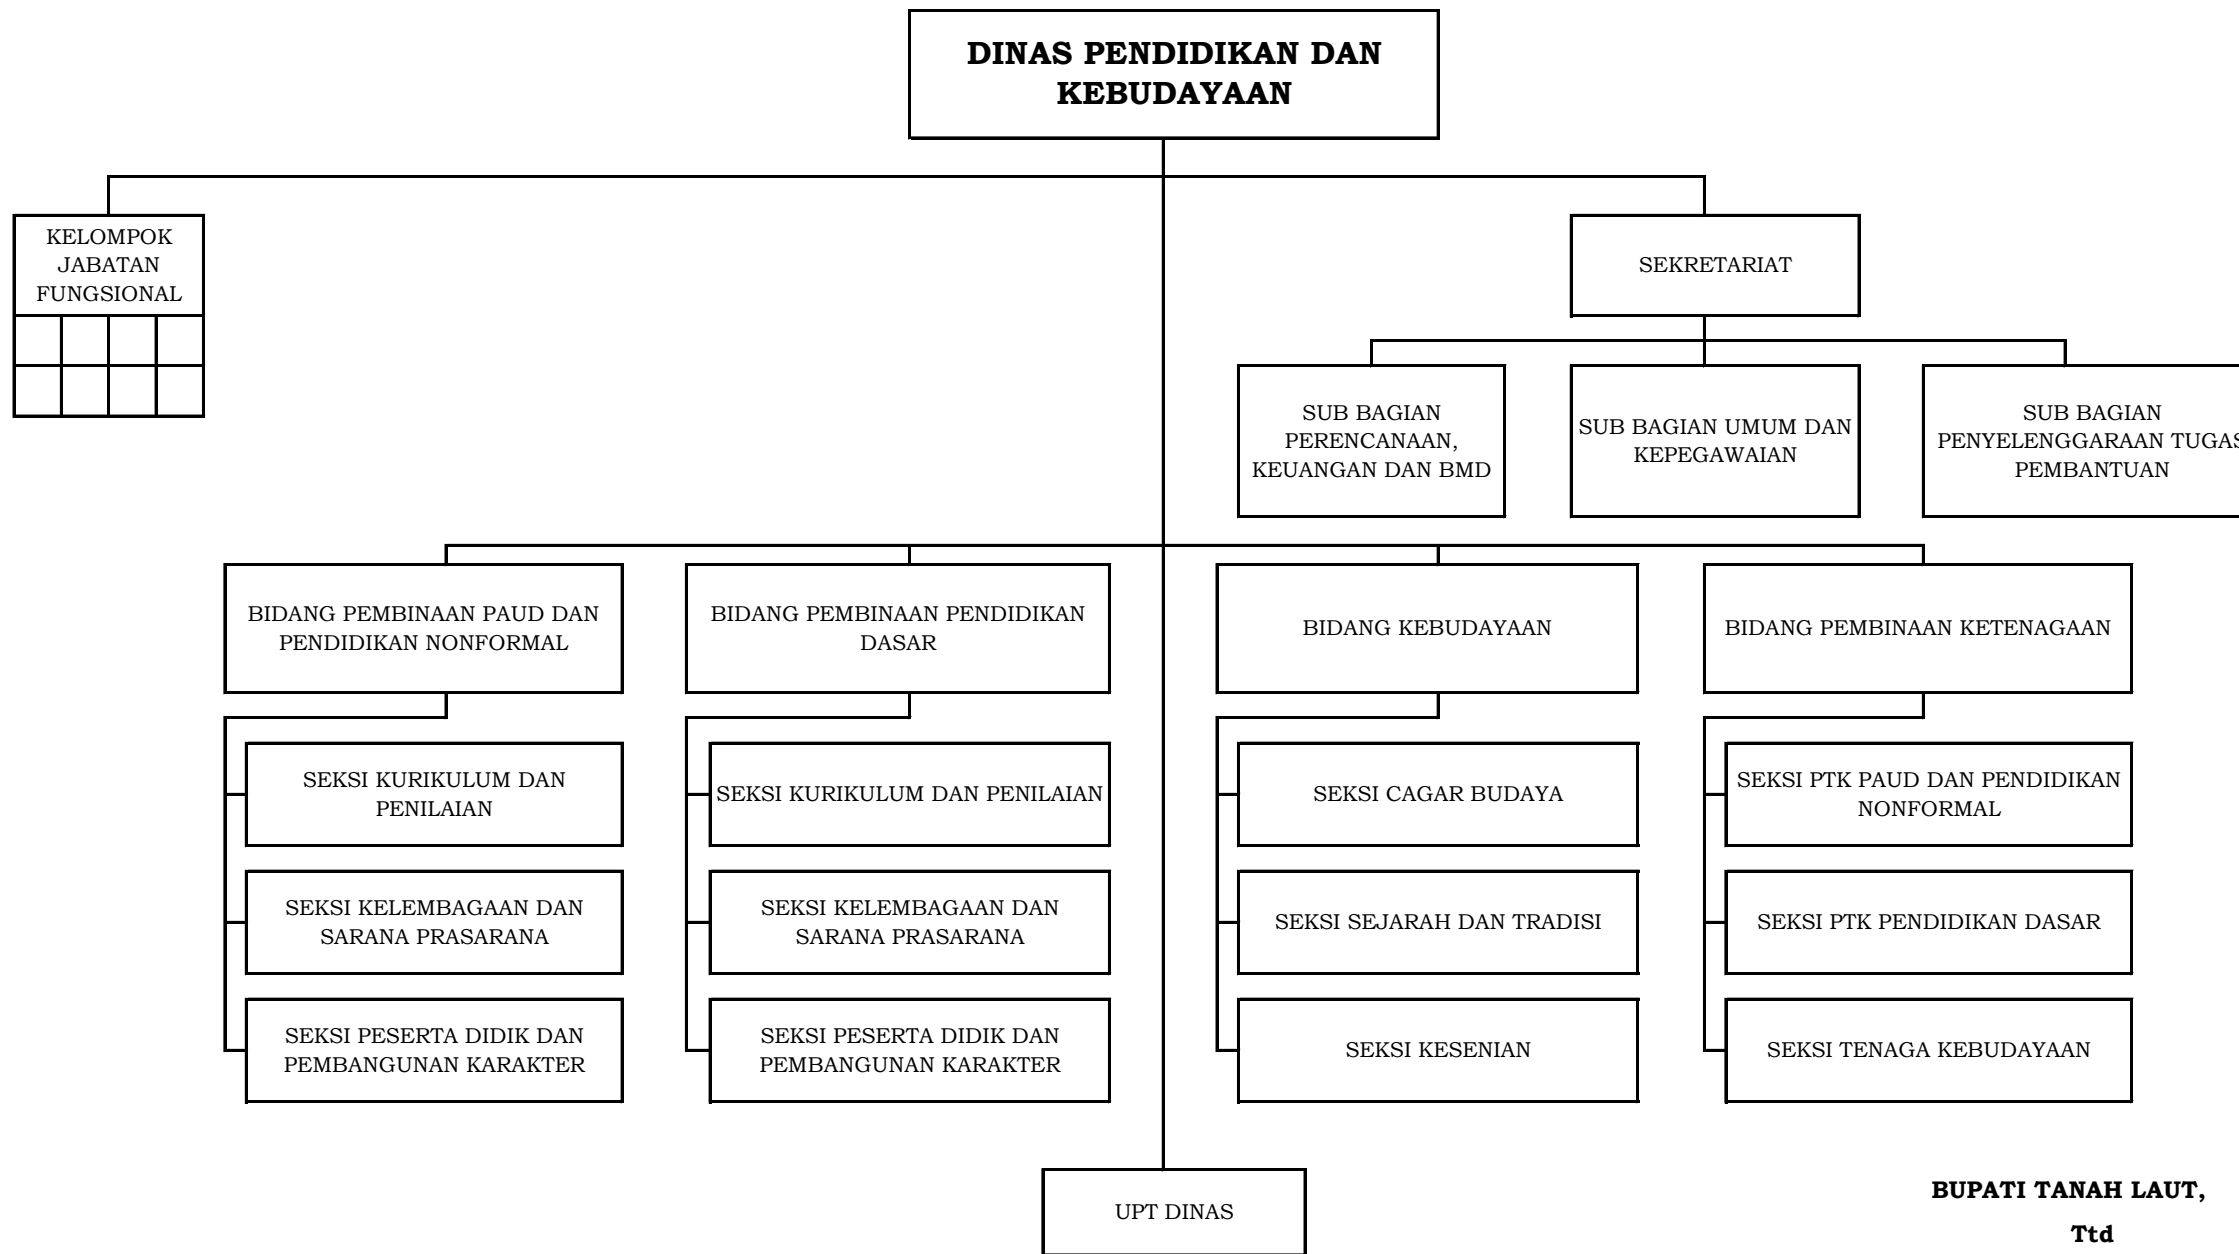 DINAS PENDIDIKAN DAN
KEBUDAYAAN
KELOMPOK
JABATAN
FUNGSIONAL
SEKRETARIAT
SUB BAGIAN
PERENCANAAN,
KEUANGAN DAN BMD
SUB BAGIAN UMUM DAN
KEPEGAWAIAN
SUB BAGIAN
PENYELENGGARAAN TUGAS
PEMBANTUAN
BIDANG PEMBINAAN PAUD DAN
PENDIDIKAN NONFORMAL
BIDANG PEMBINAAN PENDIDIKAN
DASAR
BIDANG KEBUDAYAAN
BIDANG PEMBINAAN KETENAGAAN
SEKSI KURIKULUM DAN
PENILAIAN
SEKSI KURIKULUM DAN PENILAIAN
SEKSI CAGAR BUDAYA
SEKSI PTK PAUD DAN PENDIDIKAN
NONFORMAL
SEKSI KELEMBAGAAN DAN
SARANA PRASARANA
SEKSI KELEMBAGAAN DAN
SARANA PRASARANA
SEKSI SEJARAH DAN TRADISI
SEKSI PTK PENDIDIKAN DASAR
SEKSI PESERTA DIDIK DAN
PEMBANGUNAN KARAKTER
SEKSI PESERTA DIDIK DAN
PEMBANGUNAN KARAKTER
SEKSI KESENIAN
SEKSI TENAGA KEBUDAYAAN
UPT DINAS
BUPATI TANAH LAUT,
Ttd